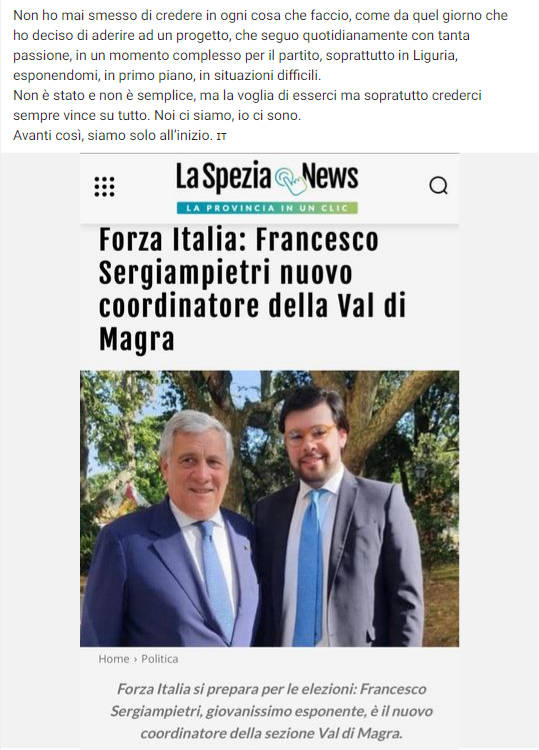 Non ho mai smesso di credere in ogni cosa che faccio, come da quel giorno che
ho deciso di aderire ad un progetto, che seguo quotidianamente con tanta
passione, in un momento complesso per il partito, soprattutto in Liguria,
esponendomi, in primo piano, in situazioni difficili.
Non è stato e non è semplice, ma la voglia di esserci ma sopratutto crederci
sempre vince su tutto. Noi ci siamo, io ci sono.
Avanti così, siamo solo all'inizio. IT
La Spezia News
LA PROVINCIA IN UN CLIC
Forza Italia: Francesco
Sergiampietri nuovo
coordinatore della Val di
Magra
Home › Politica
Forza Italia si prepara per le elezioni: Francesco
Sergiampietri, giovanissimo esponente, è il nuovo
coordinatore della sezione Val di Magra.